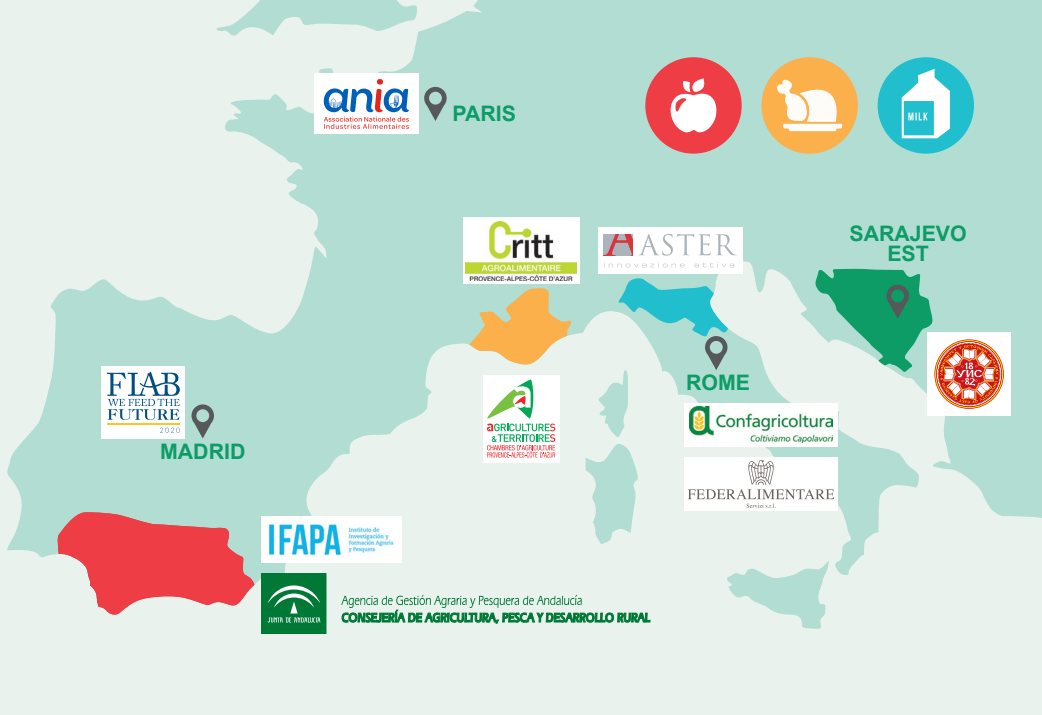 ania
Association Nationale des
Industries Alimentaires
PARIS
MILK
Critt
AGROALIMENTAIRE
PROVENCE-ALPES-CÔTE D'AZUR
ASTER
innovazione attiva
SARAJEVO
EST
18
УИС
82
ROME
FIAB
WE FEED THE
FUTURE
2020
MADRID
aGRICULTURES
& TERRITOIRES
CHAMBRES D'AGRICULTURE
PROVENCE-ALPES-CÔTE D'AZUR
Confagricoltura
Coltiviamo Capolavori
FEDERALIMENTARE
Servizi s.r.l.
IFAPA
Instituto de
Investigación y
Formación Agraria
y Pesquera
JUNTA DE ANDALUCIA
Agencia de Gestión Agraria y Pesquera de Andalucía
CONSEJERÍA DE AGRICULTURA, PESCA Y DESARROLLO RURAL